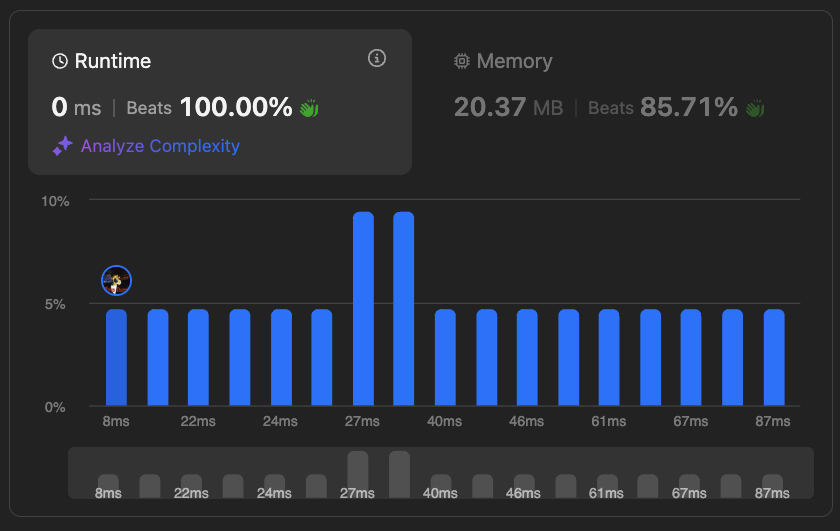 Runtime
0 ms | Beats 100.00%
Analyze Complexity
Memory
20.37 MB | Beats 85.71%
10%
5%
0%
8ms 22ms 24ms 27ms 40ms 46ms 61ms 67ms 87ms
8ms 22ms 24ms 27ms 40ms 46ms 61ms 67ms 87ms